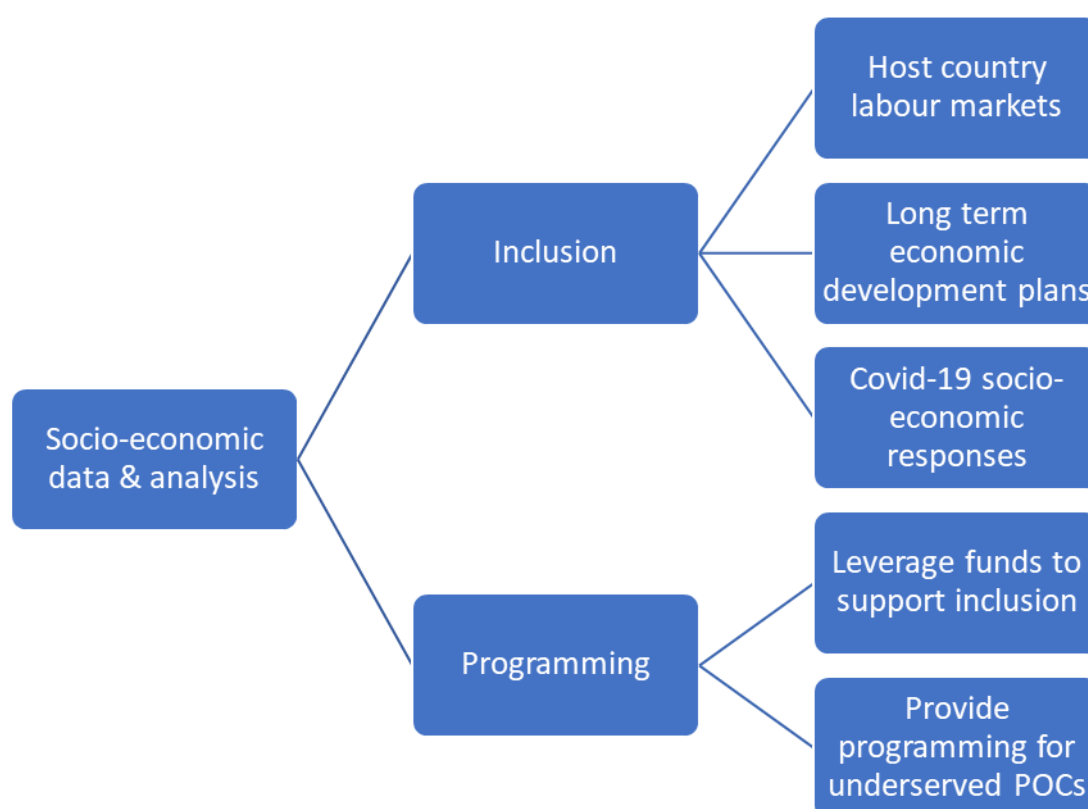 Socio-economic
data & analysis
Inclusion
Host country
labour markets
Long term
economic
development plans
Covid-19 socio-
economic
responses
Programming
Leverage funds to
support inclusion
Provide
programming for
underserved POCs